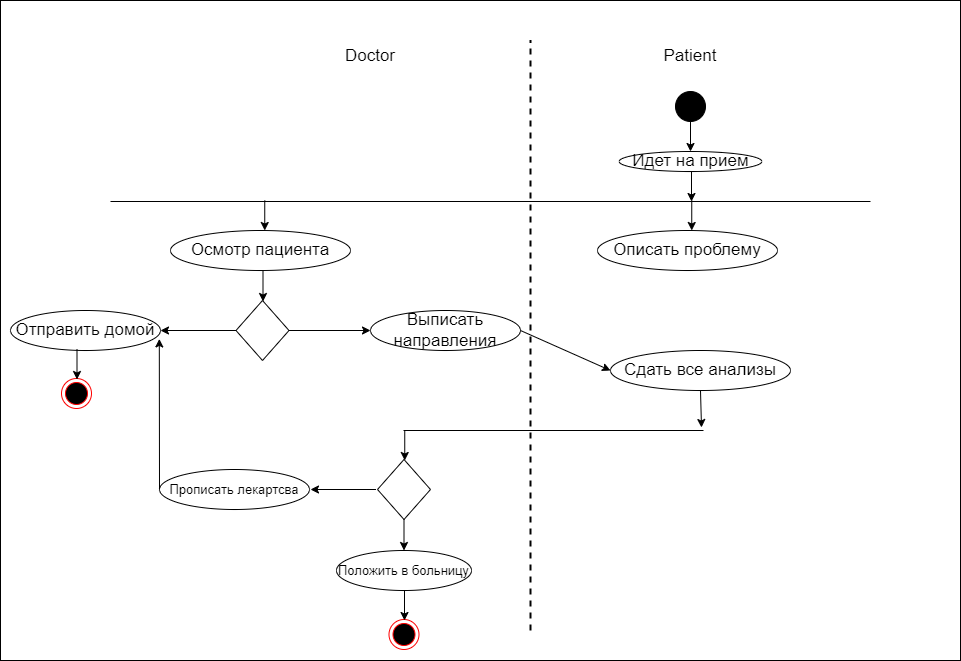 Doctor
Patient
Идет на прием
Осмотр пациента
Описать проблему
Отправить домой
Выписать
направления
Сдать все анализы
Прописать лекартсва
Положить в больницу